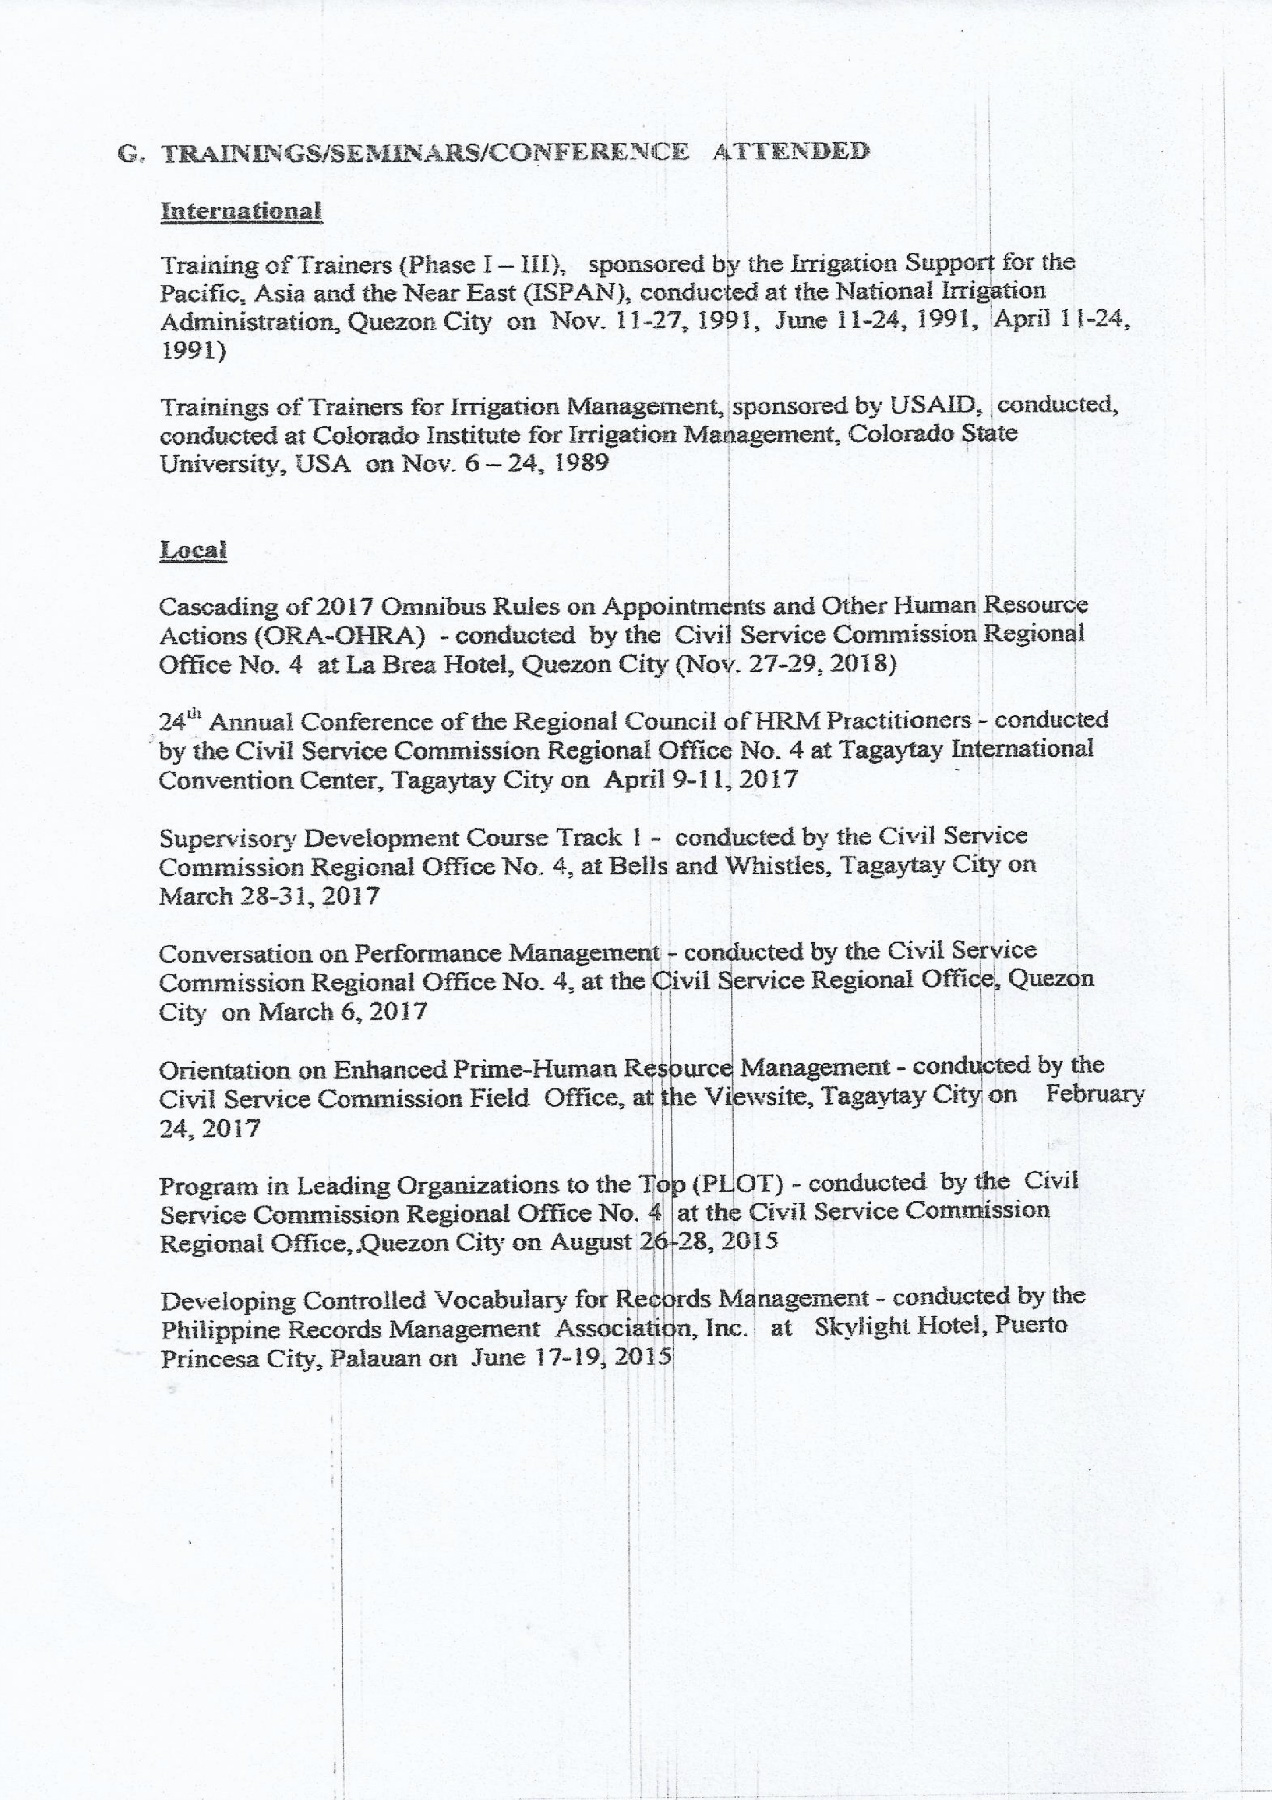 G. TRAININGS/SEMINARS/CONFERENCE ATTENDED
International
Training of Trainers (Phase I – III), sponsored by the Irrigation Support for the
Pacific, Asia and the Near East (ISPAN), conducted at the National Irrigation
Administration, Quezon City on Nov. 11-27, 1991, June 11-24, 1991, April 11-24,
1991)
Trainings of Trainers for Irrigation Management, sponsored by USAID, conducted,
conducted at Colorado Institute for Irrigation Management, Colorado State
University, USA on Nov. 6 – 24, 1989
Local
Cascading of 2017 Omnibus Rules on Appointments and Other Human Resource
Actions (ORA-OHRA) - conducted by the Civil Service Commission Regional
Office No. 4 at La Brea Hotel, Quezon City (Nov. 27-29, 2018)
24th Annual Conference of the Regional Council of HRM Practitioners - conducted
by the Civil Service Commission Regional Office No. 4 at Tagaytay International
Convention Center, Tagaytay City on April 9-11, 2017
Supervisory Development Course Track 1 - conducted by the Civil Service
Commission Regional Office No. 4, at Bells and Whistles, Tagaytay City on
March 28-31, 2017
Conversation on Performance Management - conducted by the Civil Service
Commission Regional Office No. 4, at the Civil Service Regional Office, Quezon
City on March 6, 2017
Orientation on Enhanced Prime-Human Resource Management - conducted by the
Civil Service Commission Field Office, at the Viewsite, Tagaytay City on February
24, 2017
Program in Leading Organizations to the Top (PLOT) - conducted by the Civil
Service Commission Regional Office No. 4 at the Civil Service Commission
Regional Office, .Quezon City on August 26-28, 2015
Developing Controlled Vocabulary for Records Management - conducted by the
Philippine Records Management Association, Inc. at Skylight Hotel, Puerto
Princesa City, Palauan on June 17-19, 2015